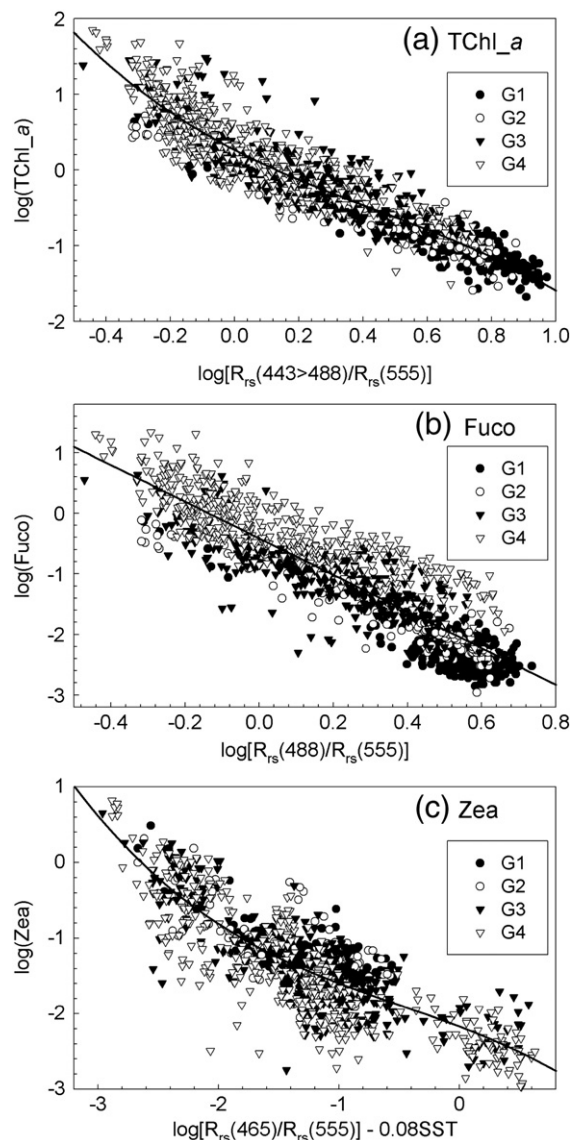 (a) TChl_a
G1
G2
G3
G4
2
1
0
-1
-2
log(TChl_a)
-0.4 -0.2 0.0 0.2 0.4 0.6 0.8 1.0
log[Rrs(443>488)/Rrs(555)]
(b) Fuco
G1
G2
G3
G4
1
0
-1
-2
-3
log(Fuco)
-0.4 -0.2 0.0 0.2 0.4 0.6 0.8
log[Rrs(488)/Rrs(555)]
(c) Zea
G1
G2
G3
G4
1
0
-1
-2
-3
log(Zea)
-3 -2 -1 0
log[Rrs(465)/Rrs(555)] - 0.08SST